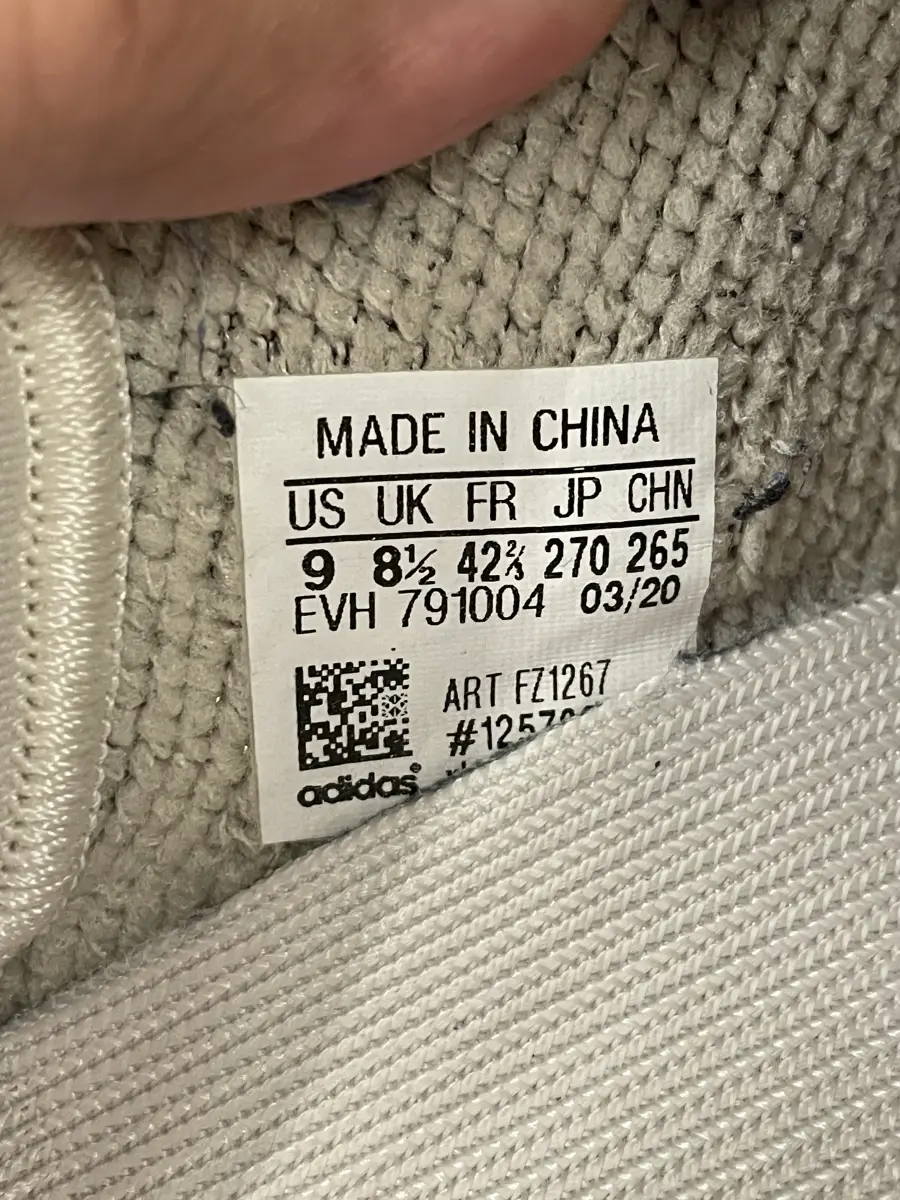 MADE IN CHINA
US UK FR JP CHN
9 8½ 42⅔ 270 265
EVH 791004 03/20
ART FZ1267
adidas®